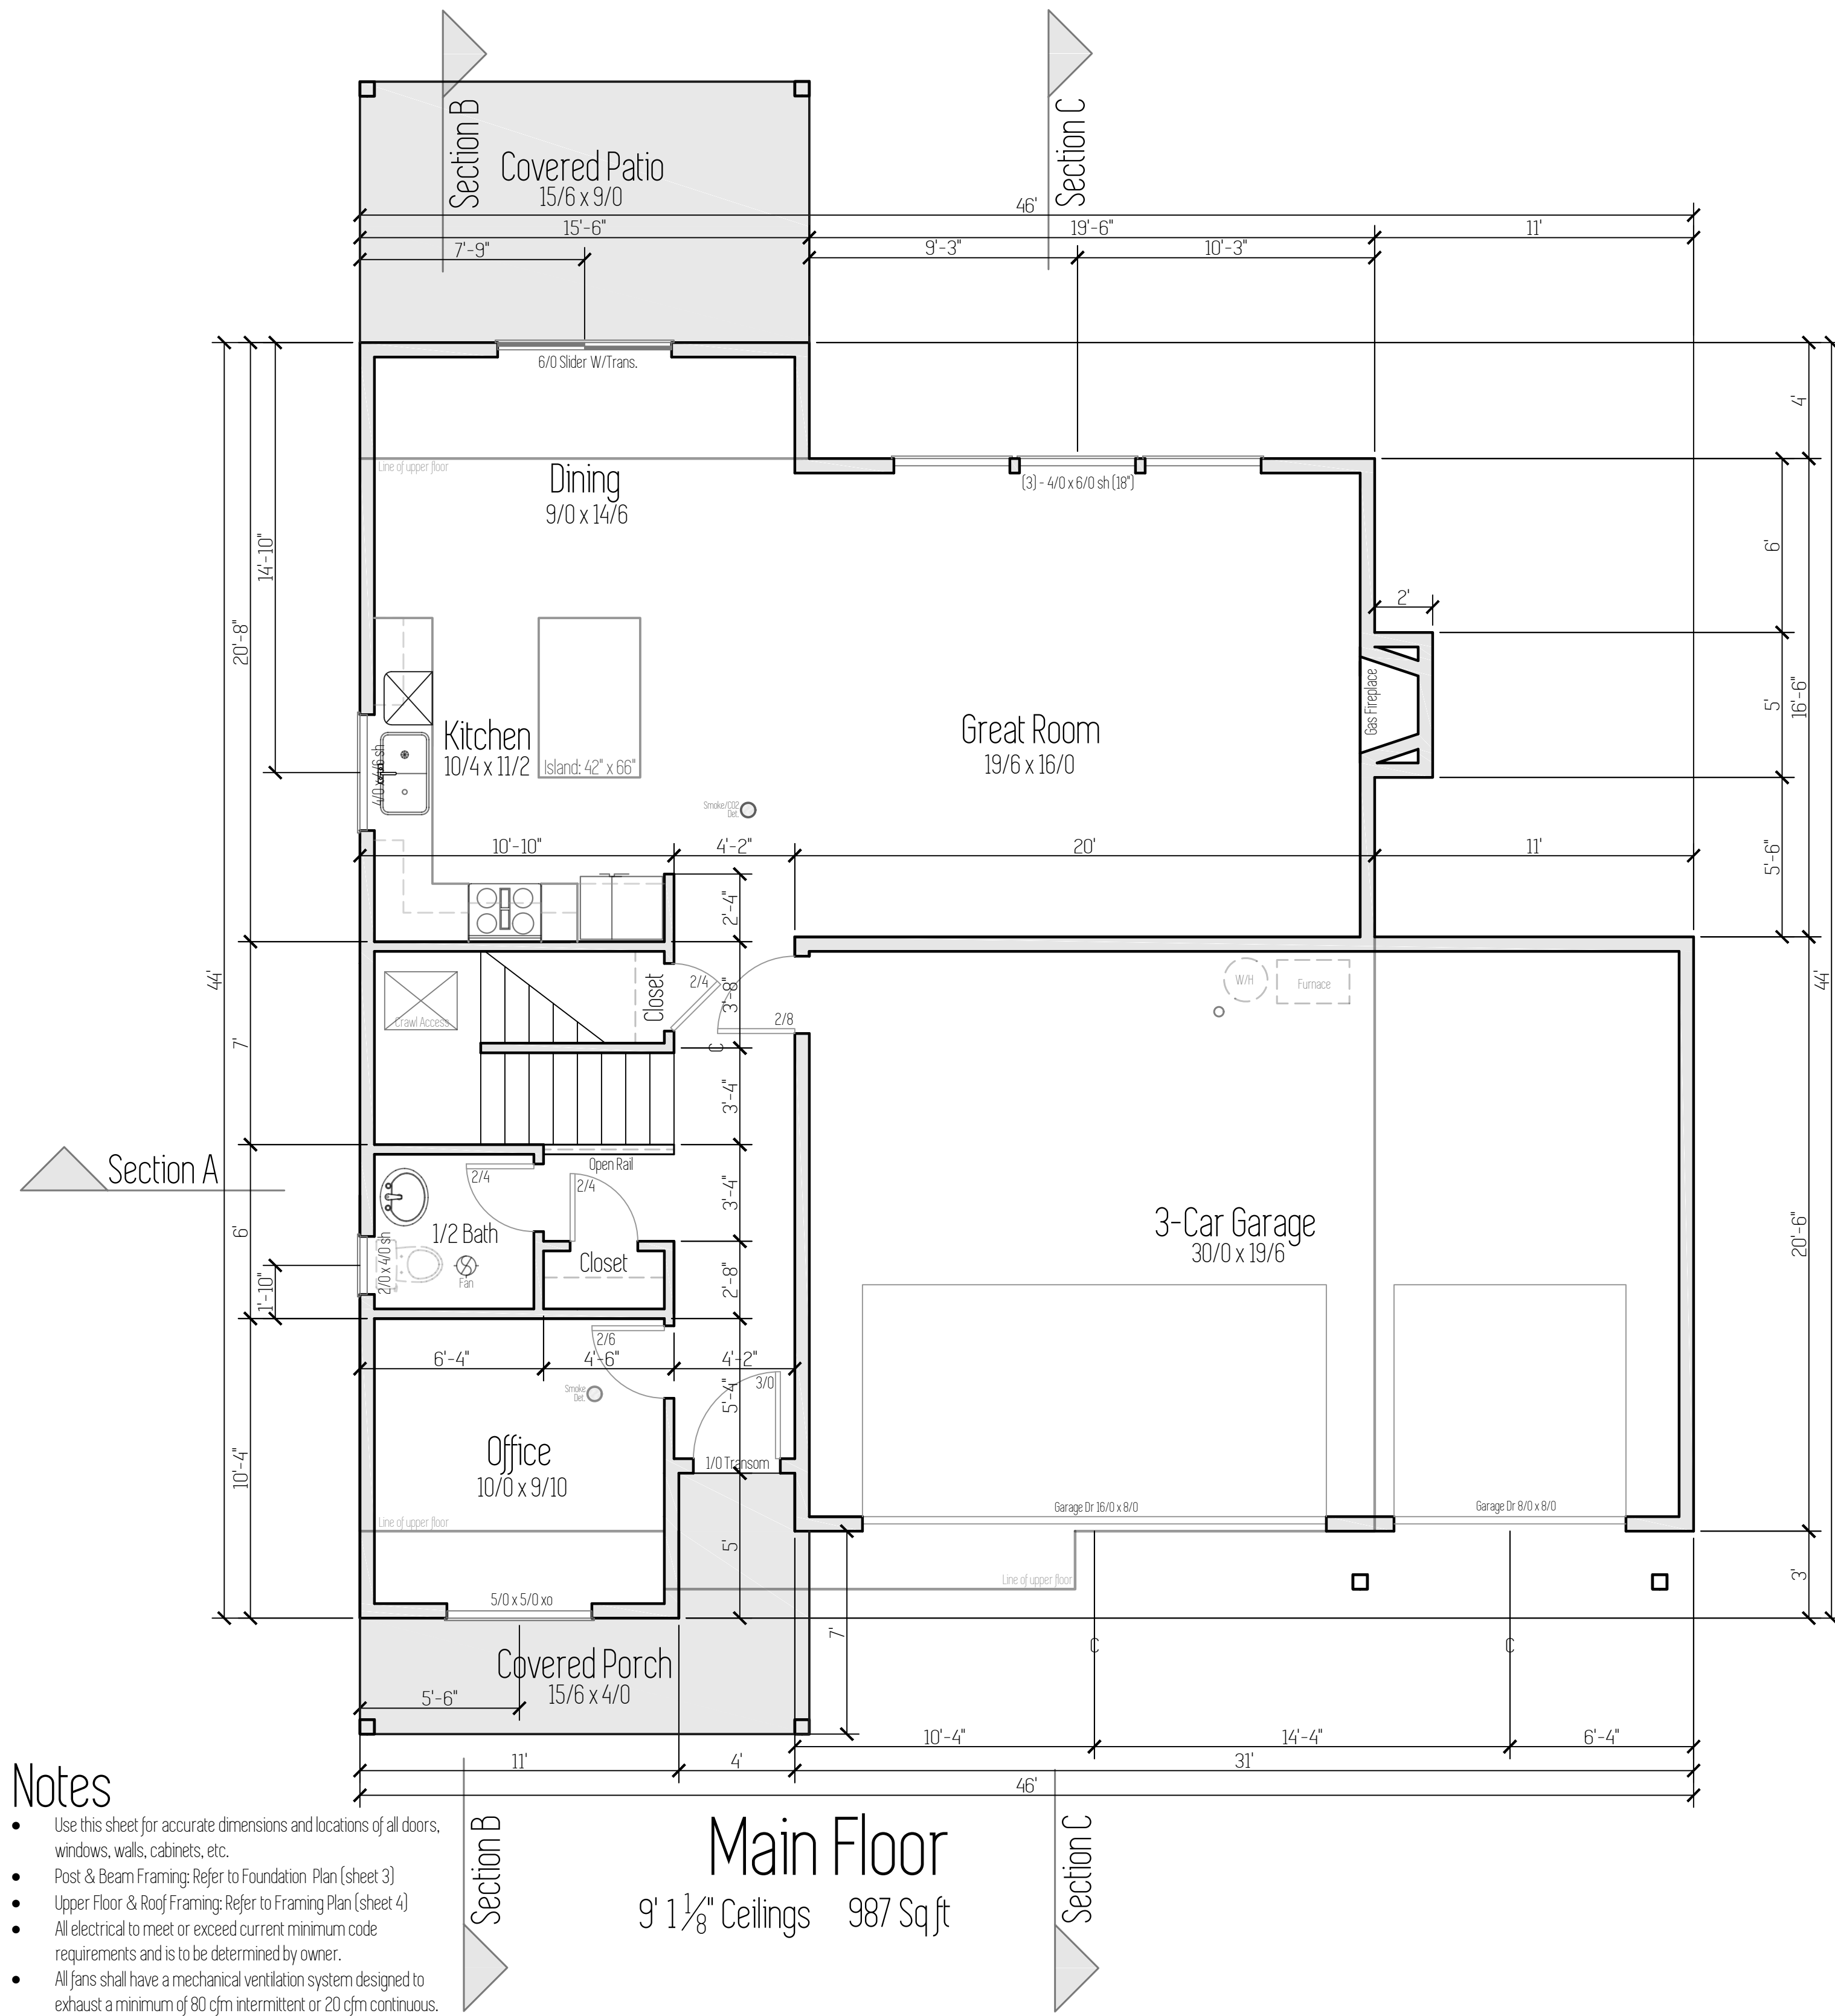 Section B
Section C
Covered Patio
15/6 x 9/0
46'
15'-6"
19'-6"
11'
7'-9"
9'-3"
10'-3"
6/0 Slider W/Trans.
4'
Line of upper floor
Dining
9/0 x 14/6
(3) - 4/0 x 6/0 sh (18")
14'-10"
6'
2'
20'-8"
Gas Fireplace
5'
16'-6"
Kitchen
10/4 x 11/2
Island: 42" x 66"
4/0 x 4/6 sh
Great Room
19/6 x 16/0
Smoke/CO2
Det.
10'-10"
4'-2"
20'
11'
5'-6"
2'-4"
44'
Closet
2/4
3'-8"
2/8
W/H
Furnace
44'
Crawl Access
C
7'
3'-4"
Section A
Open Rail
2/4
2/4
3'-4"
1/2 Bath
6'
2/0 x 4/0 sh
Fan
Closet
2'-8"
1'-10"
3-Car Garage
30/0 x 19/6
20'-6"
2/6
6'-4"
4'-6"
4'-2"
3/0
5'-4"
Smoke
Det.
Office
10/0 x 9/10
10'-4"
1/0 Transom
Garage Dr 16/0 x 8/0
Garage Dr 8/0 x 8/0
Line of upper floor
5'
Line of upper floor
3'
5/0 x 5/0 xo
7'
C
C
Covered Porch
15/6 x 4/0
5'-6"
10'-4"
14'-4"
6'-4"
11'
4'
31'
46'
Notes
• Use this sheet for accurate dimensions and locations of all doors,
windows, walls, cabinets, etc.
• Post & Beam Framing: Refer to Foundation Plan (sheet 3)
• Upper Floor & Roof Framing: Refer to Framing Plan (sheet 4)
• All electrical to meet or exceed current minimum code
requirements and is to be determined by owner.
• All fans shall have a mechanical ventilation system designed to
exhaust a minimum of 80 cfm intermittent or 20 cfm continuous.
Section B
Main Floor
9' 1 1/8" Ceilings 987 Sq ft
Section C